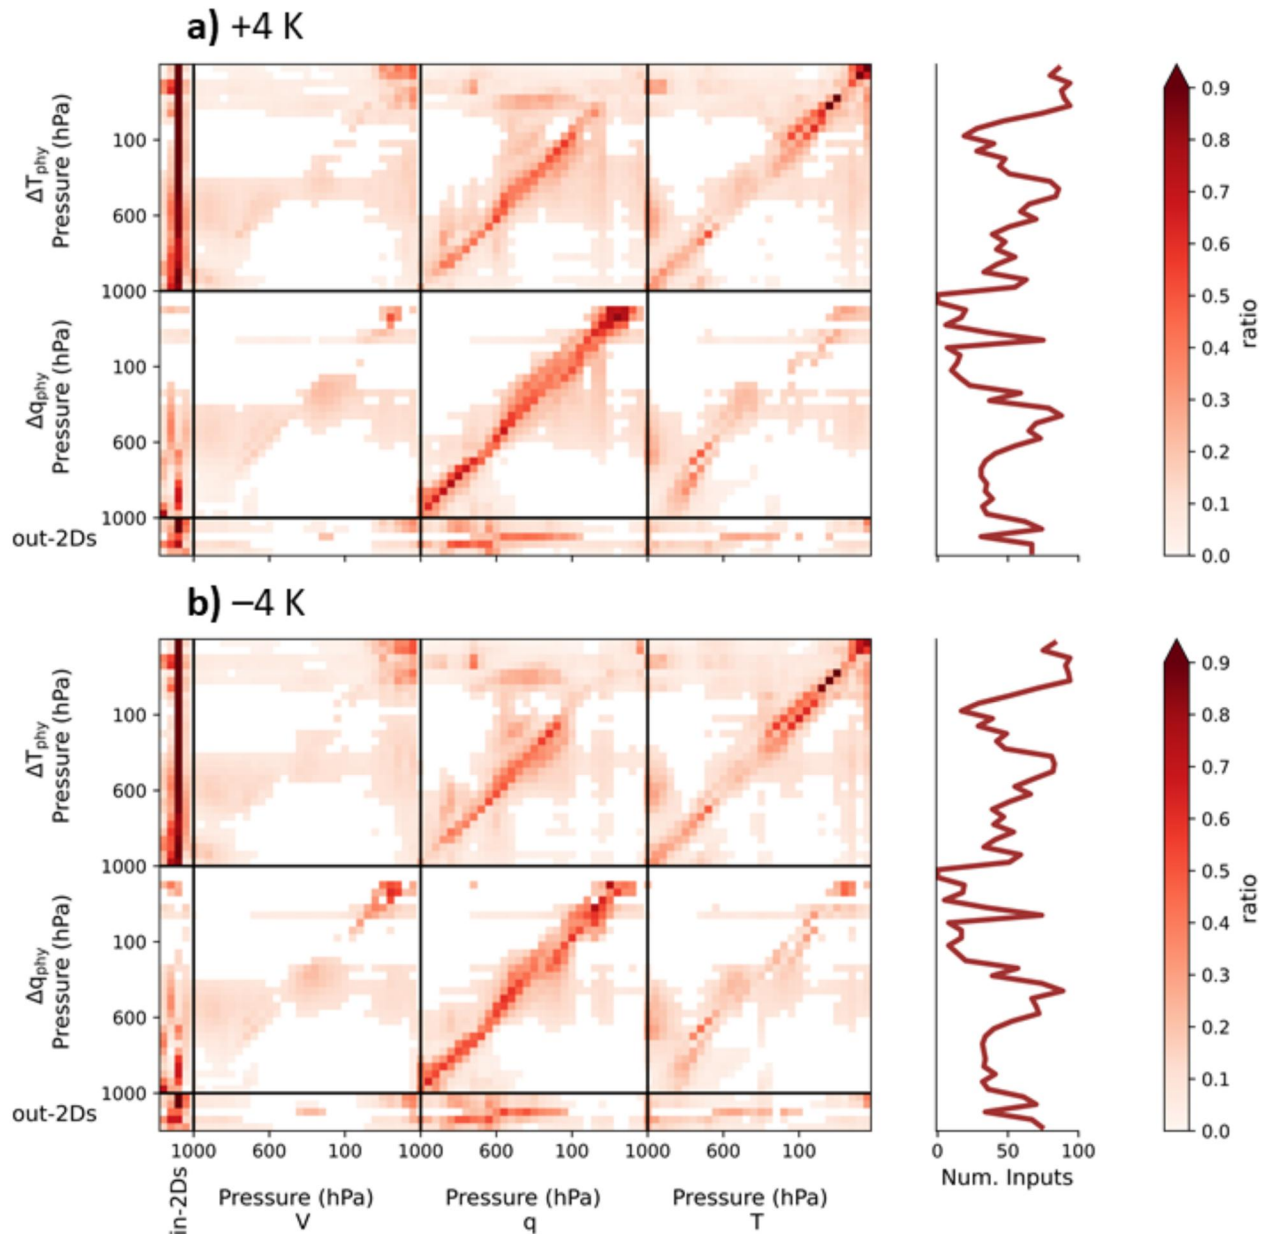 a) +4 K
ΔTphy
Pressure (hPa)
100
600
1000
Δqphy
Pressure (hPa)
100
600
1000
out-2Ds
0.9
0.8
0.7
0.6
0.5
0.4
0.3
0.2
0.1
0.0
ratio
b) −4 K
ΔTphy
Pressure (hPa)
100
600
1000
Δqphy
Pressure (hPa)
100
600
1000
out-2Ds
in-2Ds
1000 600 100 1000 600 100 1000 600 100
Pressure (hPa) Pressure (hPa) Pressure (hPa)
V q T
0 50 100
Num. Inputs
0.9
0.8
0.7
0.6
0.5
0.4
0.3
0.2
0.1
0.0
ratio